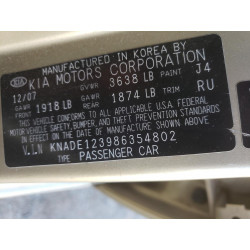 MANUFACTURED IN KOREA BY
KIA KIA MOTORS CORPORATION
12/07 GVWR 3638 LB PAINT J4
GAWR FRONT 1918 LB GAWR REAR 1874 LB TRIM RU
THIS VEHICLE CONFORMS TO ALL APPLICABLE U.S.A FEDERAL
MOTOR VEHICLE SAFETY, BUMPER, AND THEFT PREVENTION STANDARDS
IN EFFECT ON THE DATE OF MANUFACTURE SHOWN ABOVE.
V.I.N KNADE123986354802
PASSENGER CAR